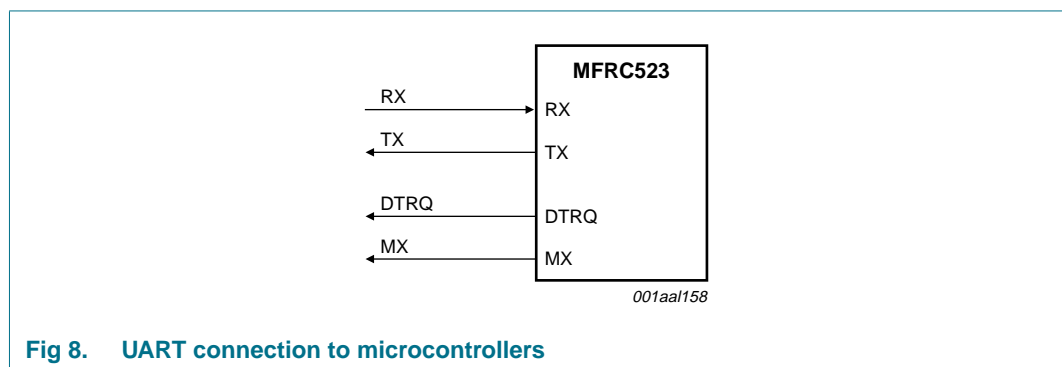 MFRC523
RX
RX
TX
TX
DTRQ
DTRQ
MX
MX
001aal158
Fig 8. UART connection to microcontrollers